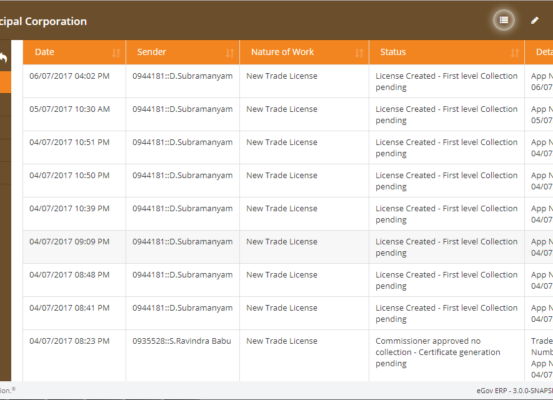 cipal Corporation
Date Sender Nature of Work Status Deta
06/07/2017 04:02 PM 0944181::D.Subramanyam New Trade License License Created - First level Collection App N
pending 06/07
05/07/2017 10:30 AM 0944181::D.Subramanyam New Trade License License Created - First level Collection App N
pending 05/07
04/07/2017 10:51 PM 0944181::D.Subramanyam New Trade License License Created - First level Collection App N
pending 04/07
04/07/2017 10:50 PM 0944181::D.Subramanyam New Trade License License Created - First level Collection App N
pending 04/07
04/07/2017 10:39 PM 0944181::D.Subramanyam New Trade License License Created - First level Collection App N
pending 04/07
04/07/2017 09:09 PM 0944181::D.Subramanyam New Trade License License Created - First level Collection App N
pending 04/07
04/07/2017 08:48 PM 0944181::D.Subramanyam New Trade License License Created - First level Collection App N
pending 04/07
04/07/2017 08:41 PM 0944181::D.Subramanyam New Trade License License Created - First level Collection App N
pending 04/07
04/07/2017 08:23 PM 0935528::S.Ravindra Babu New Trade License Commissioner approved no Trade
collection - Certificate generation Numb
pending App N
04/07
ion.® eGov ERP - 3.0.0-SNAPS